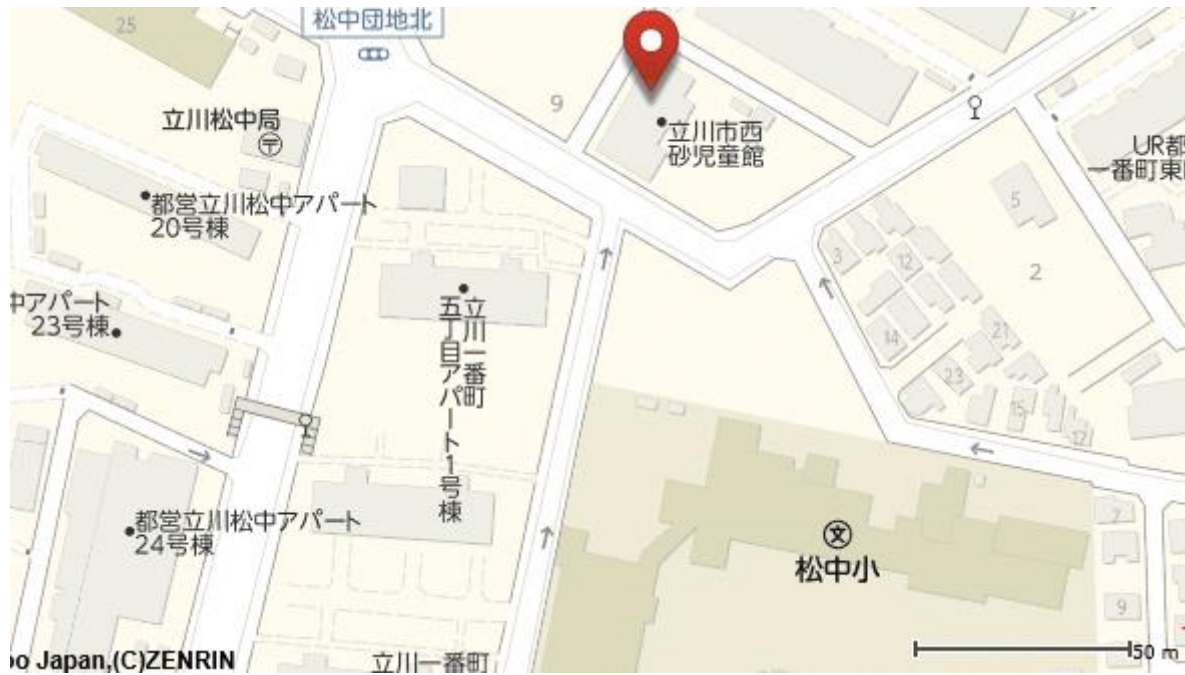 25
松中団地北
9
立川松中局
立川市西
砂児童館
UR都
一番町東
都営立川松中アパート
20号棟
5
3
12
2
中アパート
23号棟
立川一番町
五丁目アパート1号棟
14
21
23
15
17
都営立川松中アパート
24号棟
文
松中小
7
9
立川一番町
50 m
oo Japan,(C)ZENRIN